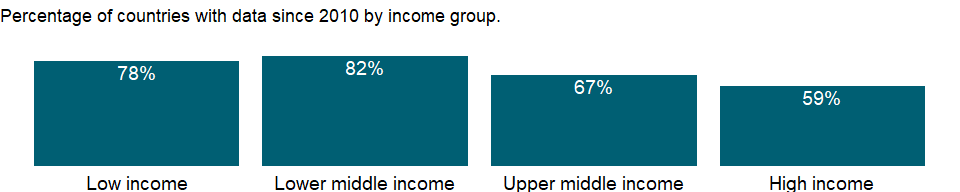 Percentage of countries with data since 2010 by income group.
78%
82%
67%
59%
Low income
Lower middle income
Upper middle income
High income